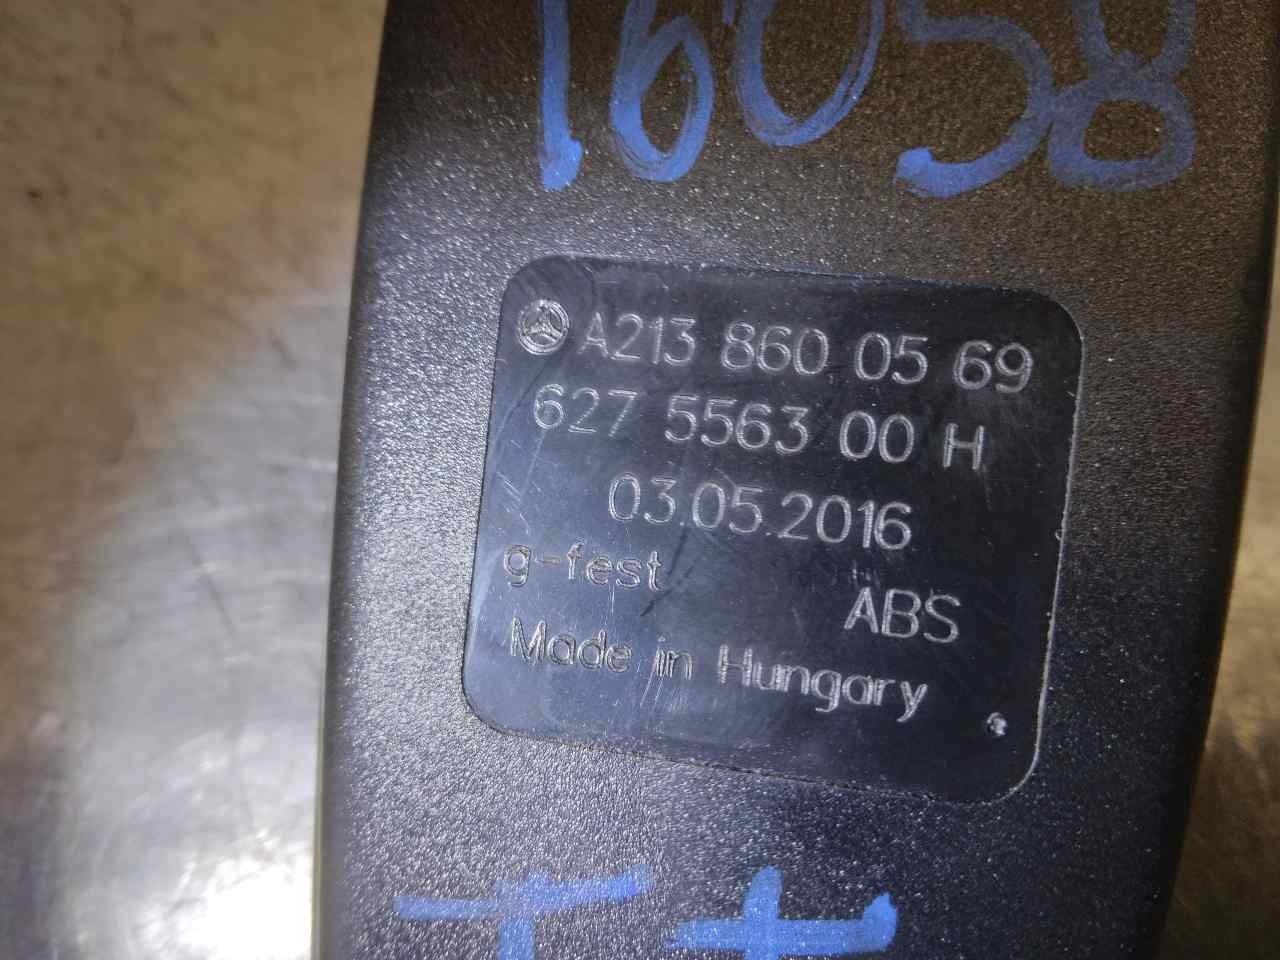 16058
A213 860 05 69
627 5563 00 H
03.05.2016
g-fest
ABS
Made in Hungary